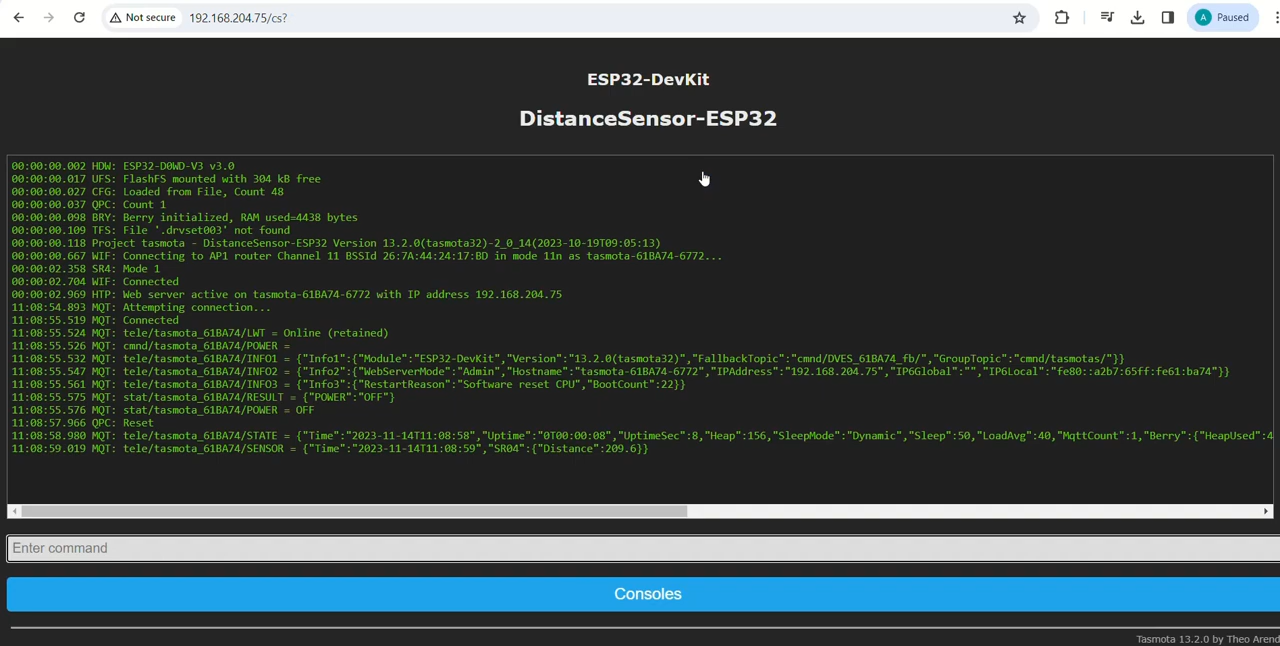 Not secure 192.168.204.75/cs? A Paused
ESP32-DevKit
DistanceSensor-ESP32
00:00:00.002 HDW: ESP32-D0WD-V3 v3.0
00:00:00.017 UFS: FlashFS mounted with 304 kB free
00:00:00.027 CFG: Loaded from File, Count 48
00:00:00.037 QPC: Count 1
00:00:00.098 BRY: Berry initialized, RAM used=4438 bytes
00:00:00.109 TFS: File '.drvset003' not found
00:00:00.118 Project tasmota - DistanceSensor-ESP32 Version 13.2.0(tasmota32)-2_0_14(2023-10-19T09:05:13)
00:00:00.667 WIF: Connecting to AP1 router Channel 11 BSSId 26:7A:44:24:17:BD in mode 11n as tasmota-61BA74-6772...
00:00:02.358 SR4: Mode 1
00:00:02.704 WIF: Connected
00:00:02.969 HTP: Web server active on tasmota-61BA74-6772 with IP address 192.168.204.75
11:08:54.893 MQT: Attempting connection...
11:08:55.519 MQT: Connected
11:08:55.524 MQT: tele/tasmota_61BA74/LWT = Online (retained)
11:08:55.526 MQT: cmnd/tasmota_61BA74/POWER =
11:08:55.532 MQT: tele/tasmota_61BA74/INFO1 = {"Info1":{"Module":"ESP32-DevKit","Version":"13.2.0(tasmota32)","FallbackTopic":"cmnd/DVES_61BA74_fb/","GroupTopic":"cmnd/tasmotas/"}}
11:08:55.547 MQT: tele/tasmota_61BA74/INFO2 = {"Info2":{"WebServerMode":"Admin","Hostname":"tasmota-61BA74-6772","IPAddress":"192.168.204.75","IP6Global":"","IP6Local":"fe80::a2b7:65ff:fe61:ba74"}}
11:08:55.561 MQT: tele/tasmota_61BA74/INFO3 = {"Info3":{"RestartReason":"Software reset CPU","BootCount":22}}
11:08:55.575 MQT: stat/tasmota_61BA74/RESULT = {"POWER":"OFF"}
11:08:55.576 MQT: stat/tasmota_61BA74/POWER = OFF
11:08:57.966 QPC: Reset
11:08:58.980 MQT: tele/tasmota_61BA74/STATE = {"Time":"2023-11-14T11:08:58","Uptime":"0T00:00:08","UptimeSec":8,"Heap":156,"SleepMode":"Dynamic","Sleep":50,"LoadAvg":40,"MqttCount":1,"Berry":{"HeapUsed":4
11:08:59.019 MQT: tele/tasmota_61BA74/SENSOR = {"Time":"2023-11-14T11:08:59","SR04":{"Distance":209.6}}
Enter command
Consoles
Tasmota 13.2.0 by Theo Arend